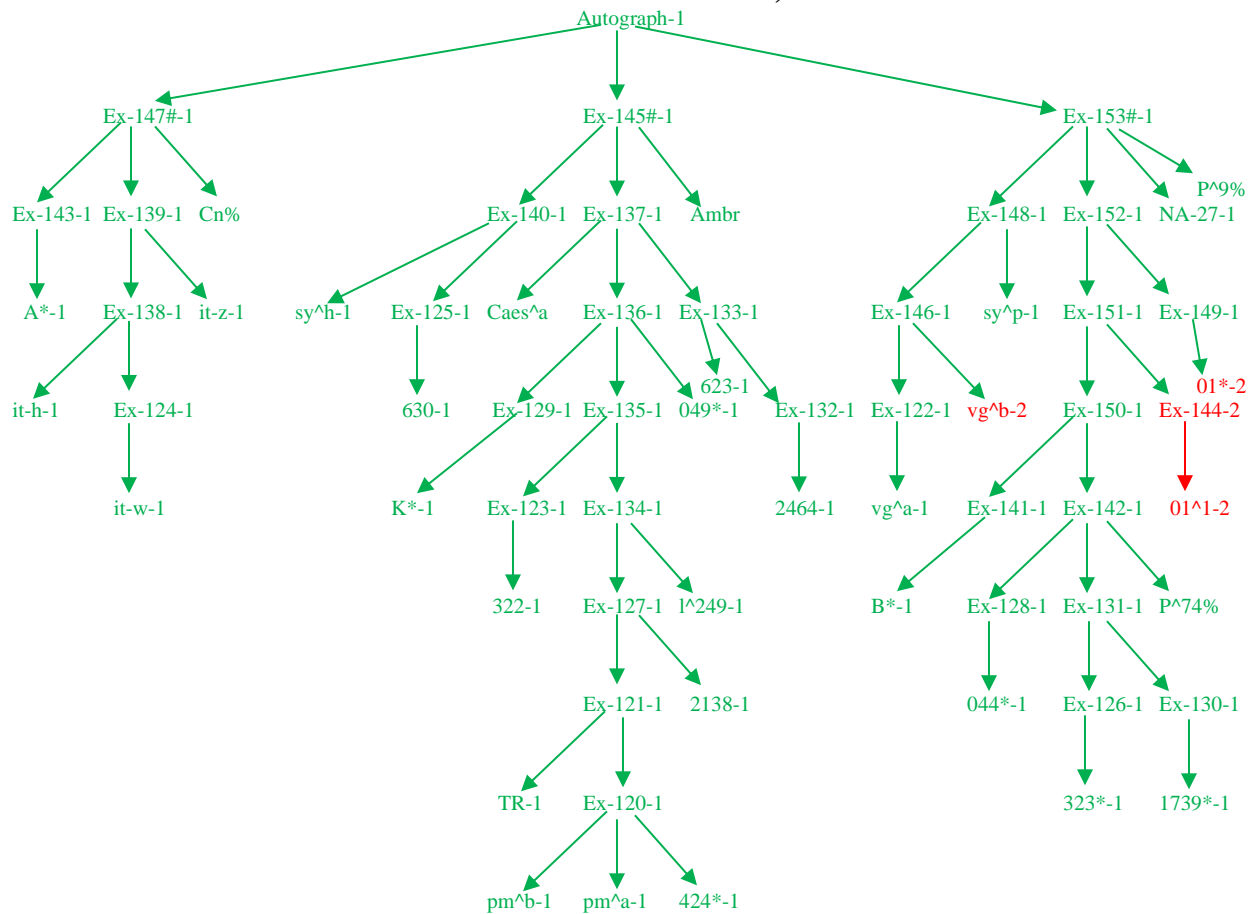 Autograph-1
Ex-147#-1 Ex-145#-1 Ex-153#-1
P^9%
Ex-143-1 Ex-139-1 Cn% Ex-140-1 Ex-137-1 Ambr Ex-148-1 Ex-152-1 NA-27-1
A*-1 Ex-138-1 it-z-1 sy^h-1 Ex-125-1 Caes^a Ex-136-1 Ex-133-1 Ex-146-1 sy^p-1 Ex-151-1 Ex-149-1
623-1 01*-2
it-h-1 Ex-124-1 630-1 Ex-129-1 Ex-135-1 049*-1 Ex-132-1 Ex-122-1 vg^b-2 Ex-150-1 Ex-144-2
it-w-1 K*-1 Ex-123-1 Ex-134-1 2464-1 vg^a-1 Ex-141-1 Ex-142-1 01^1-2
322-1 Ex-127-1 l^249-1 B*-1 Ex-128-1 Ex-131-1 P^74%
Ex-121-1 2138-1 044*-1 Ex-126-1 Ex-130-1
TR-1 Ex-120-1 323*-1 1739*-1
pm^b-1 pm^a-1 424*-1